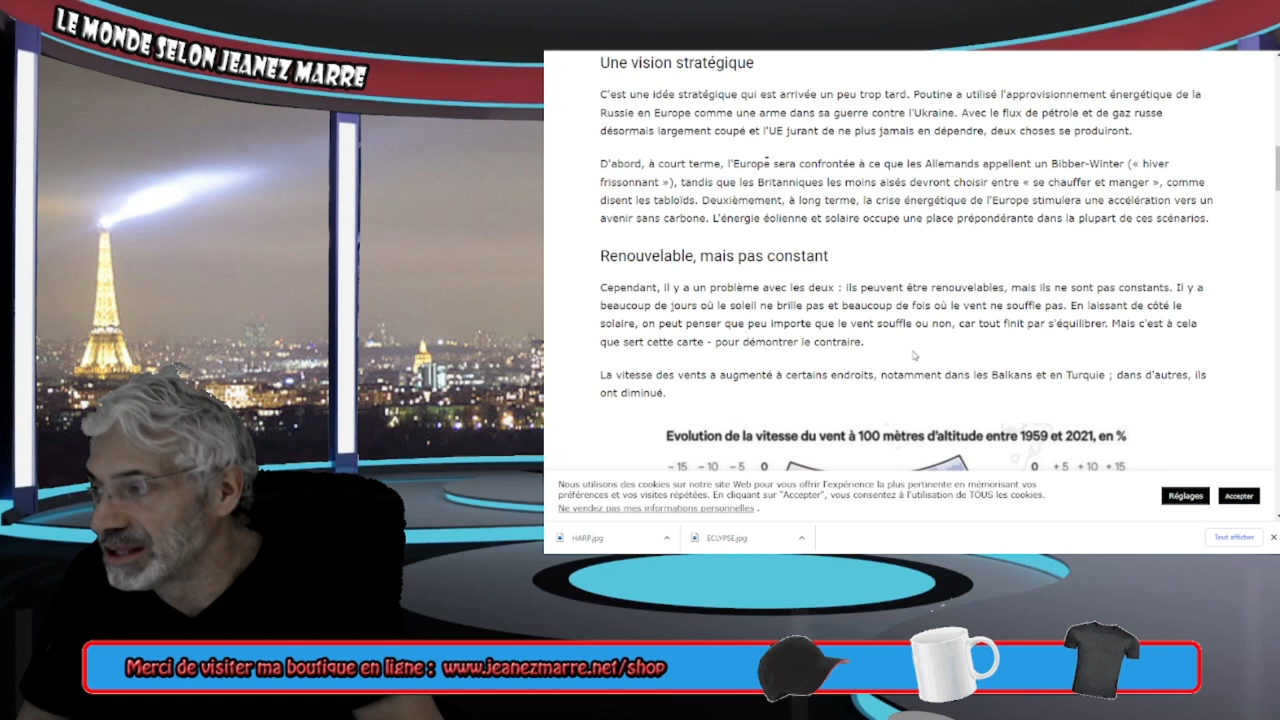 LE MONDE SELON JEANEZ MARRE
Une vision stratégique
C'est une idée stratégique qui est arrivée un peu trop tard. Poutine a utilisé l'approvisionnement énergétique de la
Russie en Europe comme une arme dans sa guerre contre l'Ukraine. Avec le flux de pétrole et de gaz russe
désormais largement coupé et l'UE jurant de ne plus jamais en dépendre, deux choses se produiront.
D'abord, à court terme, l'Europe sera confrontée à ce que les Allemands appellent un Bibber-Winter (« hiver
frissonnant »), tandis que les Britanniques les moins aisés devront choisir entre « se chauffer et manger », comme
disent les tabloïds. Deuxièmement, à long terme, la crise énergétique de l'Europe stimulera une accélération vers un
avenir sans carbone. L'énergie éolienne et solaire occupe une place prépondérante dans la plupart de ces scénarios.
Renouvelable, mais pas constant
Cependant, il y a un problème avec les deux : ils peuvent être renouvelables, mais ils ne sont pas constants. Il y a
beaucoup de jours où le soleil ne brille pas et beaucoup de fois où le vent ne souffle pas. En laissant de côté le
solaire, on peut penser que peu importe que le vent souffle ou non, car tout finit par s'équilibrer. Mais c'est à cela
que sert cette carte - pour démontrer le contraire.
La vitesse des vents a augmenté à certains endroits, notamment dans les Balkans et en Turquie ; dans d'autres, ils
ont diminué.
Evolution de la vitesse du vent à 100 mètres d'altitude entre 1959 et 2021, en %
– 15 – 10 – 5 0 0 + 5 + 10 + 15
Nous utilisons des cookies sur notre site Web pour vous offrir l'expérience la plus pertinente en mémorisant vos
préférences et vos visites répétées. En cliquant sur "Accepter", vous consentez à l'utilisation de TOUS les cookies.
Ne vendez pas mes informations personnelles .
Réglages Accepter
HARP.jpg ECLYPSE.jpg Tout afficher
Merci de visiter ma boutique en ligne : www.jeanezmarre.net/shop